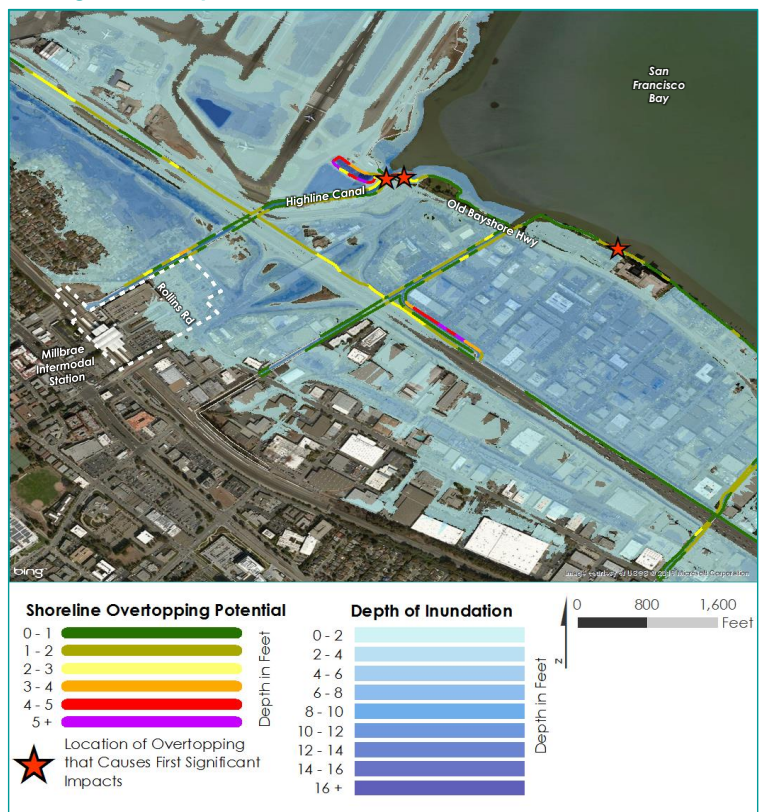 San
Francisco
Bay
Highline Canal
Old Bayshore Hwy
Rollins Rd
Millbrae
Intermodal
Station
bing
Shoreline Overtopping Potential
0 - 1
1 - 2
2 - 3
3 - 4
4 - 5
5 +
Depth in Feet
Location of Overtopping
that Causes First Significant
Impacts
Depth of Inundation
0 - 2
2 - 4
4 - 6
6 - 8
8 - 10
10 - 12
12 - 14
14 - 16
16 +
Depth in Feet
0 800 1,600
Feet
Z